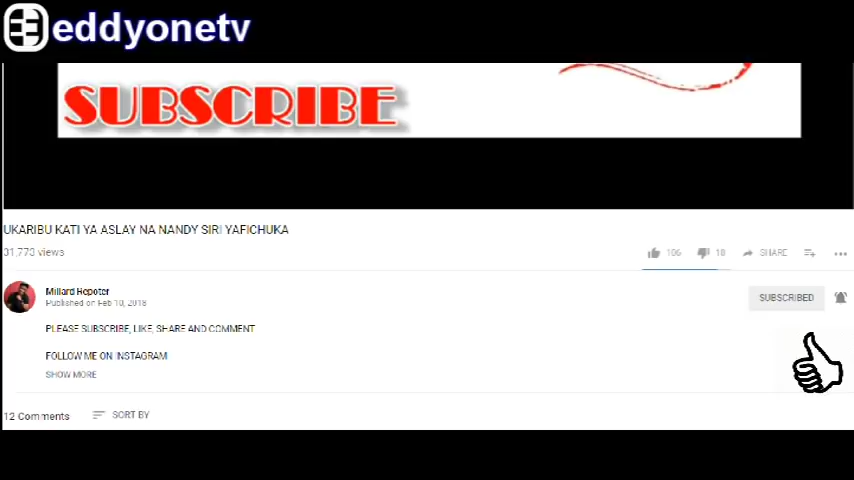 eddyonetv
SUBSCRIBE
UKARIBU KATI YA ASLAY NA NANDY SIRI YAFICHUKA
31,773 views
106 18 SHARE
Millard Repoter
Published on Feb 10, 2018
SUBSCRIBED
PLEASE SUBSCRIBE, LIKE, SHARE AND COMMENT
FOLLOW ME ON INSTAGRAM
SHOW MORE
12 Comments SORT BY